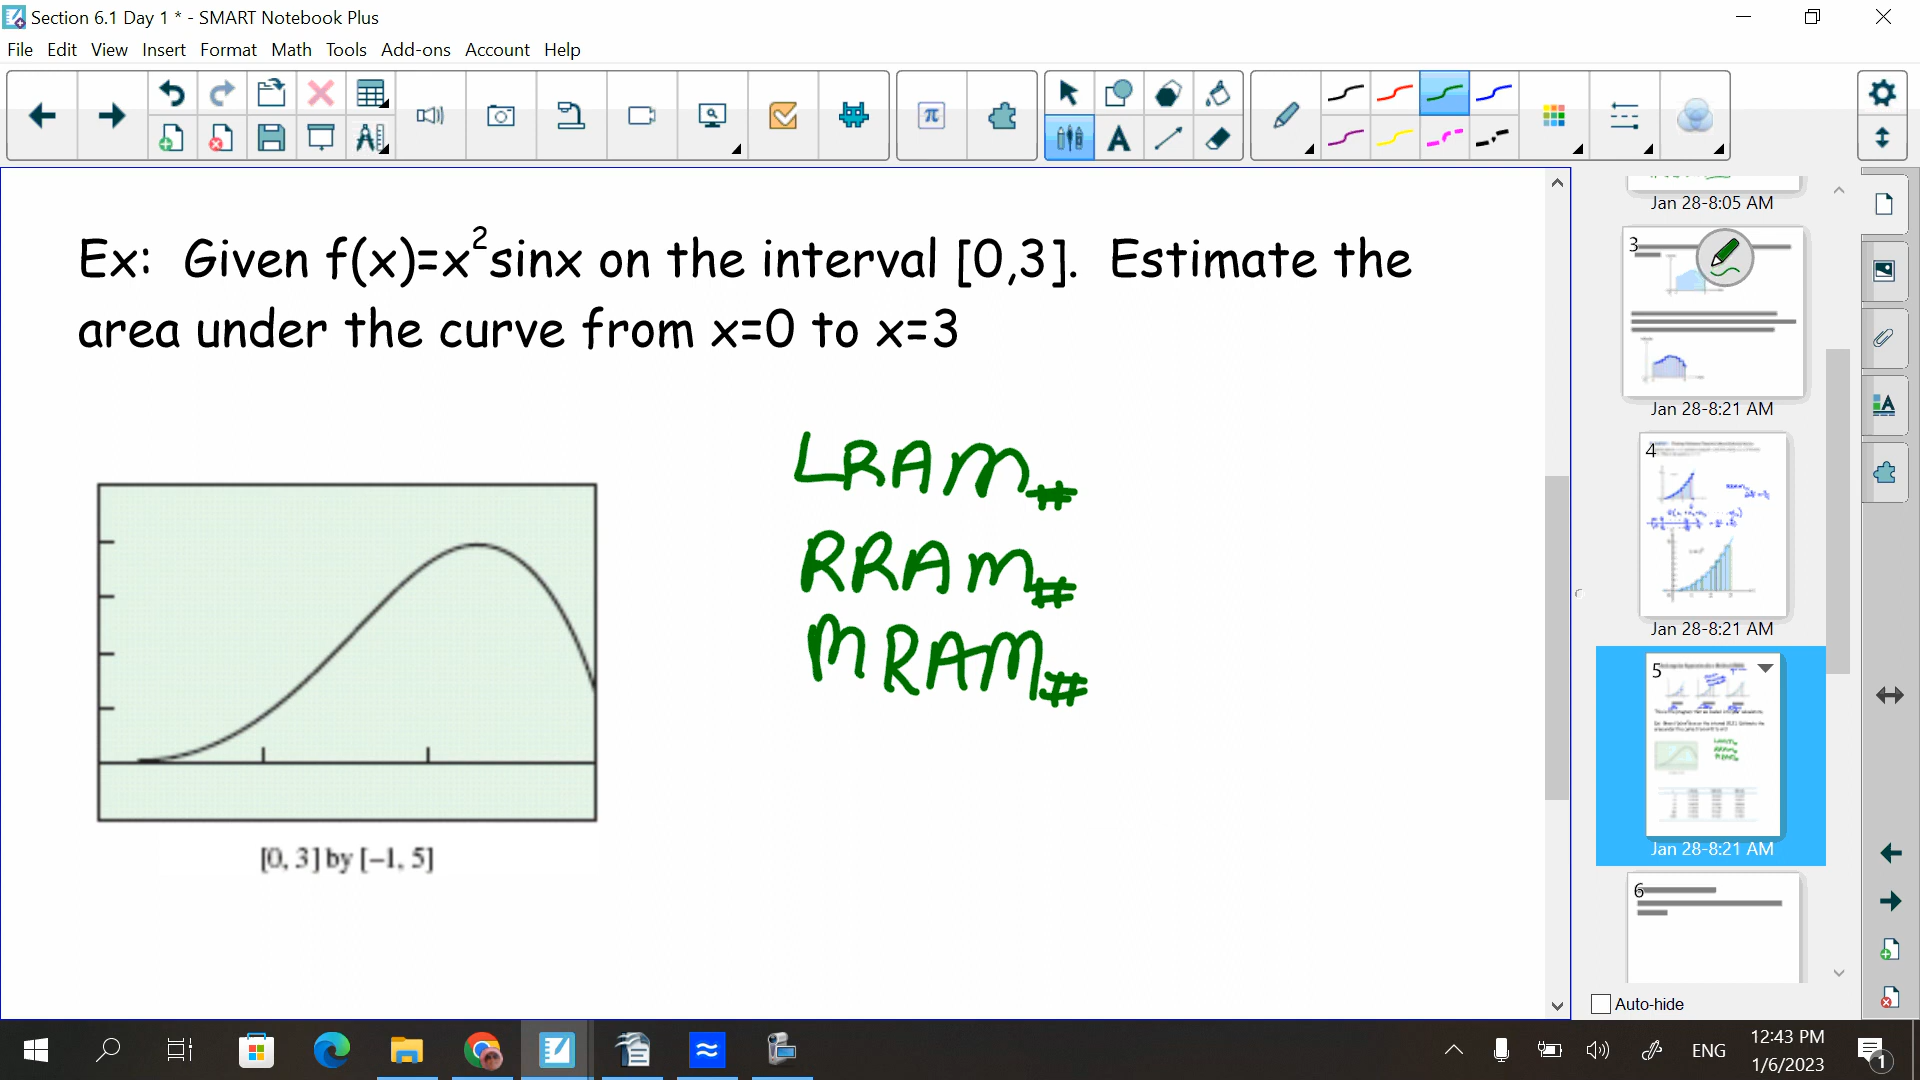 Section 6.1 Day 1 * - SMART Notebook Plus
File Edit View Insert Format Math Tools Add-ons Account Help
Ex: Given f(x)=x²sinx on the interval [0,3]. Estimate the
area under the curve from x=0 to x=3
LRAM#
RRAM#
MRAM#
[0, 3] by [−1, 5]
Jan 28-8:05 AM
3
Jan 28-8:21 AM
4
Jan 28-8:21 AM
5
Jan 28-8:21 AM
6
Auto-hide
ENG
12:43 PM
1/6/2023
1